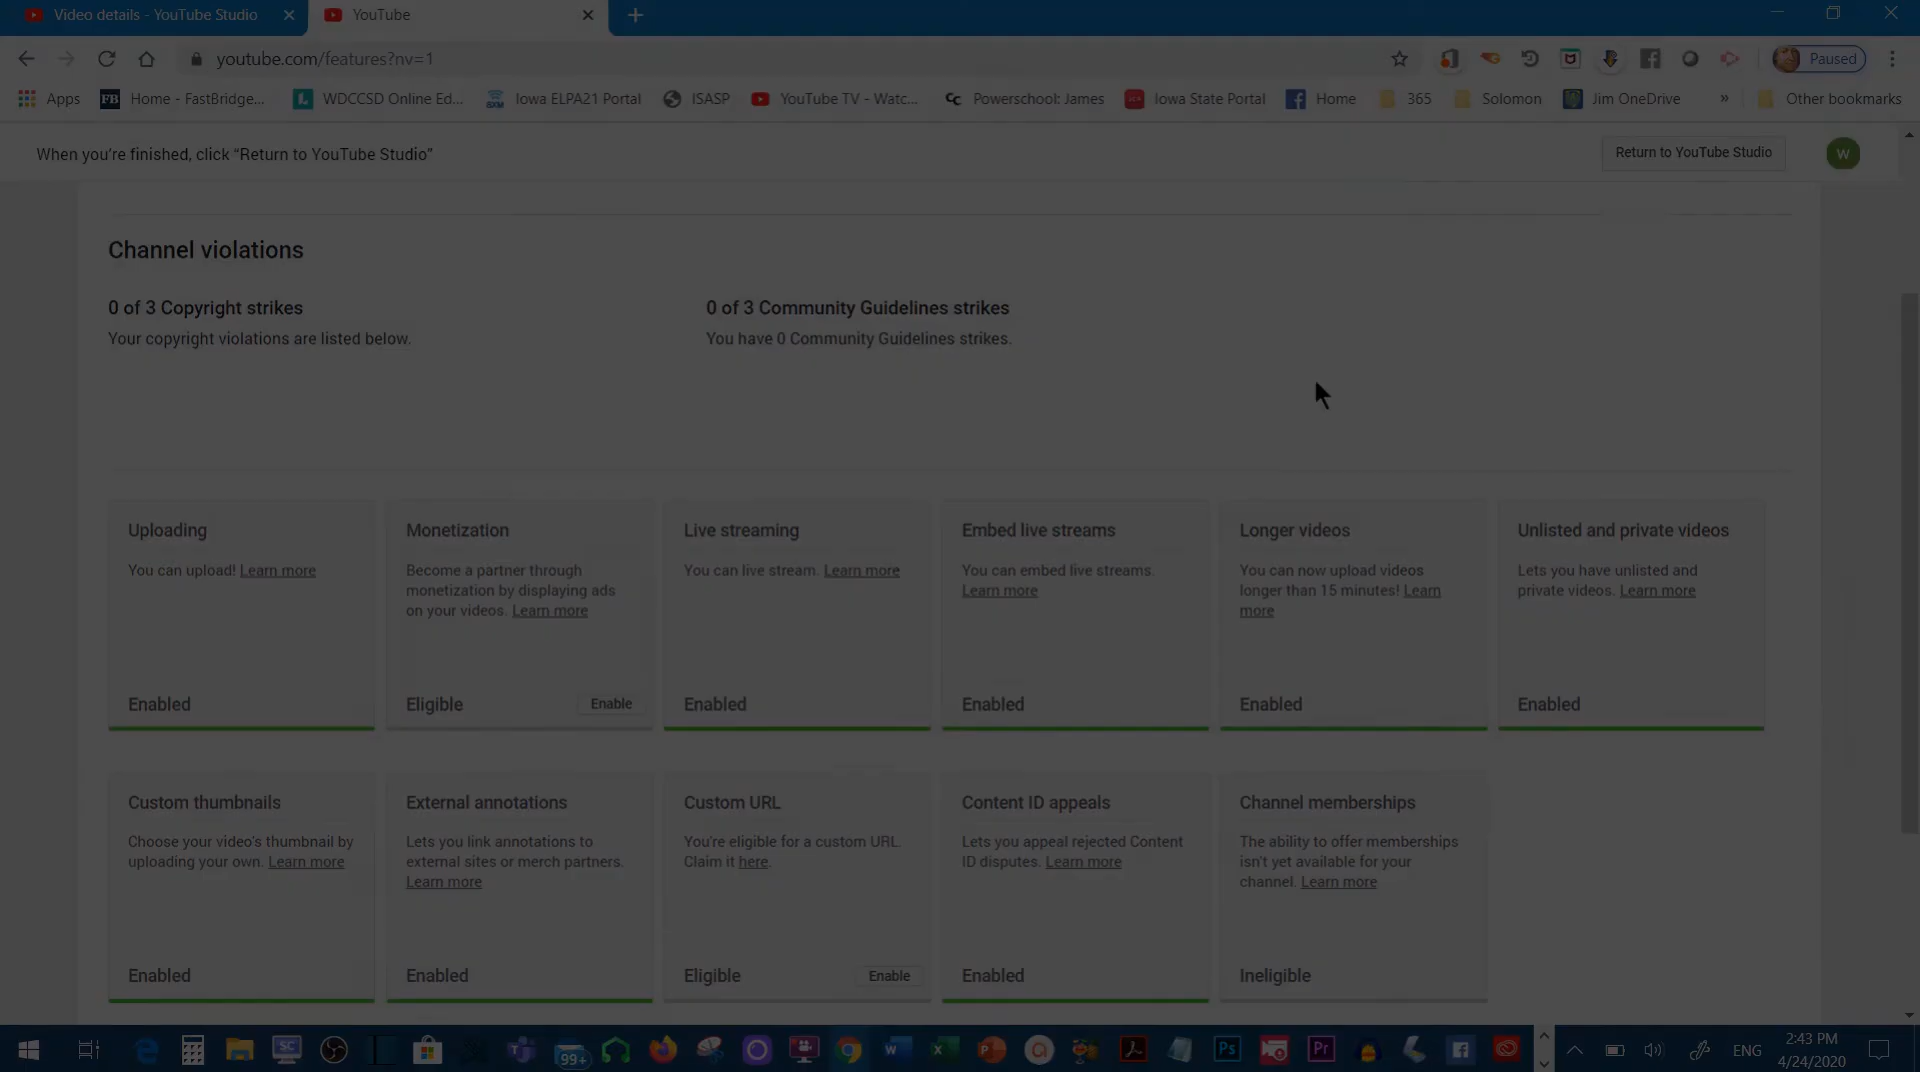 Video details - YouTube Studio
YouTube
youtube.com/features?nv=1
Paused
Apps
FB
Home - FastBridge...
L
WDCCSD Online Ed...
Iowa ELPA21 Portal
ISASP
YouTube TV - Watc...
Cc
Powerschool: James
Iowa State Portal
Home
365
Solomon
Jim OneDrive
»
Other bookmarks
When you're finished, click “Return to YouTube Studio”
Return to YouTube Studio
W
Channel violations
0 of 3 Copyright strikes
Your copyright violations are listed below.
0 of 3 Community Guidelines strikes
You have 0 Community Guidelines strikes.
Uploading
You can upload! Learn more
Enabled
Monetization
Become a partner through
monetization by displaying ads
on your videos. Learn more
Eligible
Enable
Live streaming
You can live stream. Learn more
Enabled
Embed live streams
You can embed live streams.
Learn more
Enabled
Longer videos
You can now upload videos
longer than 15 minutes! Learn
more
Enabled
Unlisted and private videos
Lets you have unlisted and
private videos. Learn more
Enabled
Custom thumbnails
Choose your video's thumbnail by
uploading your own. Learn more
Enabled
External annotations
Lets you link annotations to
external sites or merch partners.
Learn more
Enabled
Custom URL
You're eligible for a custom URL.
Claim it here.
Eligible
Enable
Content ID appeals
Lets you appeal rejected Content
ID disputes. Learn more
Enabled
Channel memberships
The ability to offer memberships
isn't yet available for your
channel. Learn more
Ineligible
SC
99+
Ps
Pr
ENG
2:43 PM
4/24/2020